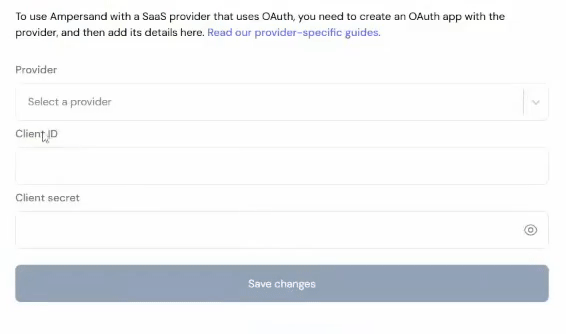 To use Ampersand with a SaaS provider that uses OAuth, you need to create an OAuth app with the
provider, and then add its details here. Read our provider-specific guides.
Provider
Select a provider
Client ID
Client secret
Save changes